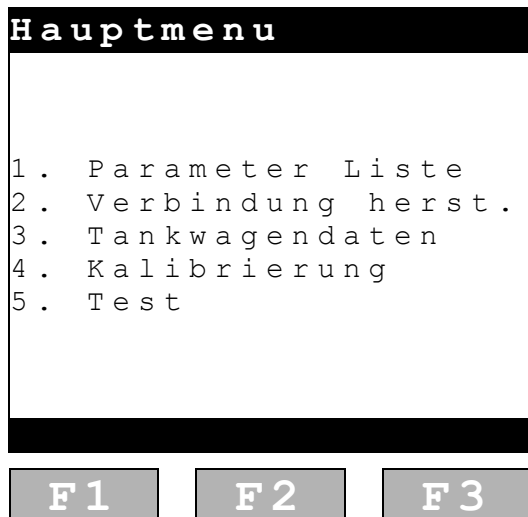 Hauptmenu
1. Parameter Liste
2. Verbindung herst.
3. Tankwagendaten
4. Kalibrierung
5. Test
F1 F2 F3